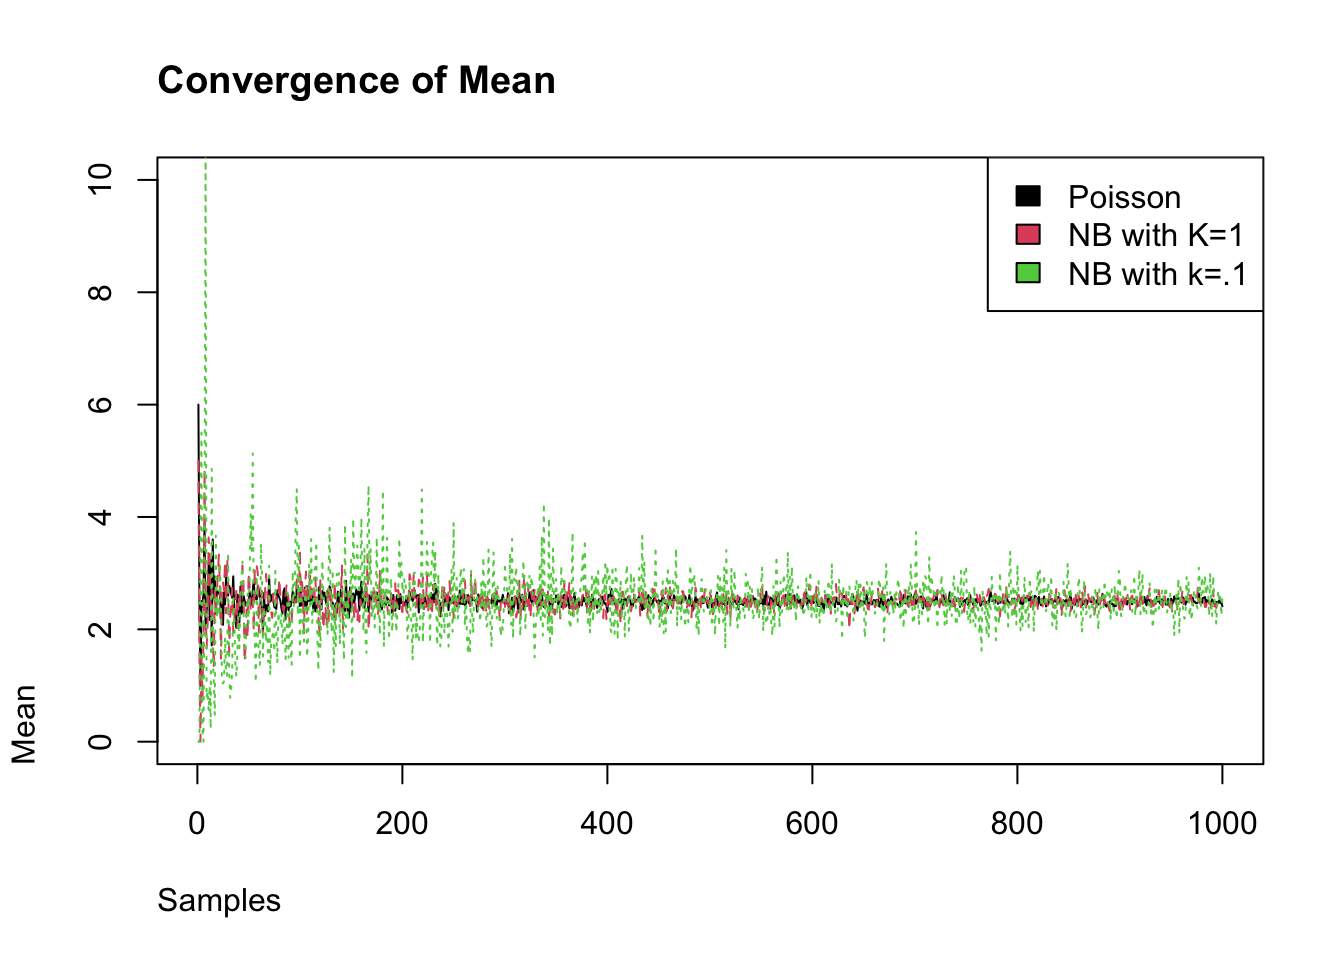 Convergence of Mean
Poisson
NB with K=1
NB with k=.1
10
8
6
4
2
0
Mean
0 200 400 600 800 1000
Samples